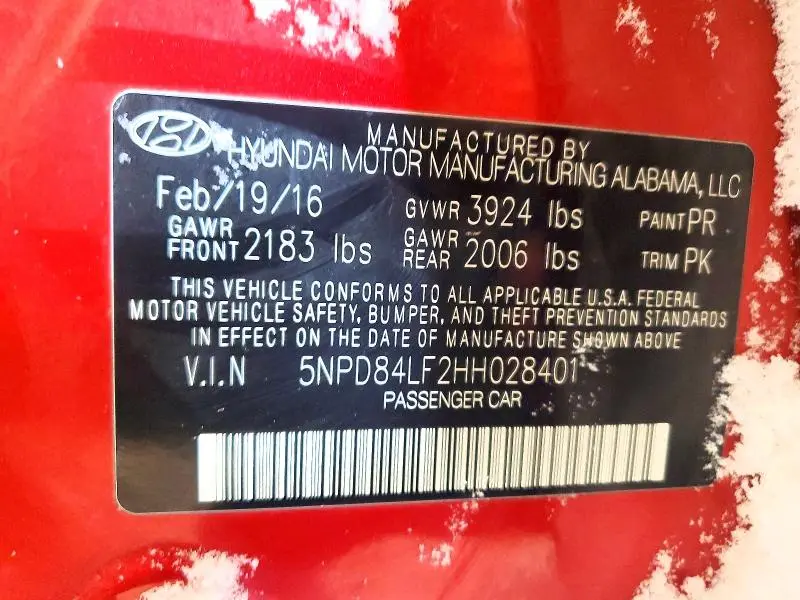 MANUFACTURED BY
HYUNDAI MOTOR MANUFACTURING ALABAMA, LLC
Feb/19/16 GVWR 3924 lbs PAINT PR
GAWR FRONT 2183 lbs GAWR REAR 2006 lbs TRIM PK
THIS VEHICLE CONFORMS TO ALL APPLICABLE U.S.A. FEDERAL
MOTOR VEHICLE SAFETY, BUMPER, AND THEFT PREVENTION STANDARDS
IN EFFECT ON THE DATE OF MANUFACTURE SHOWN ABOVE
V.I.N 5NPD84LF2HH028401
PASSENGER CAR